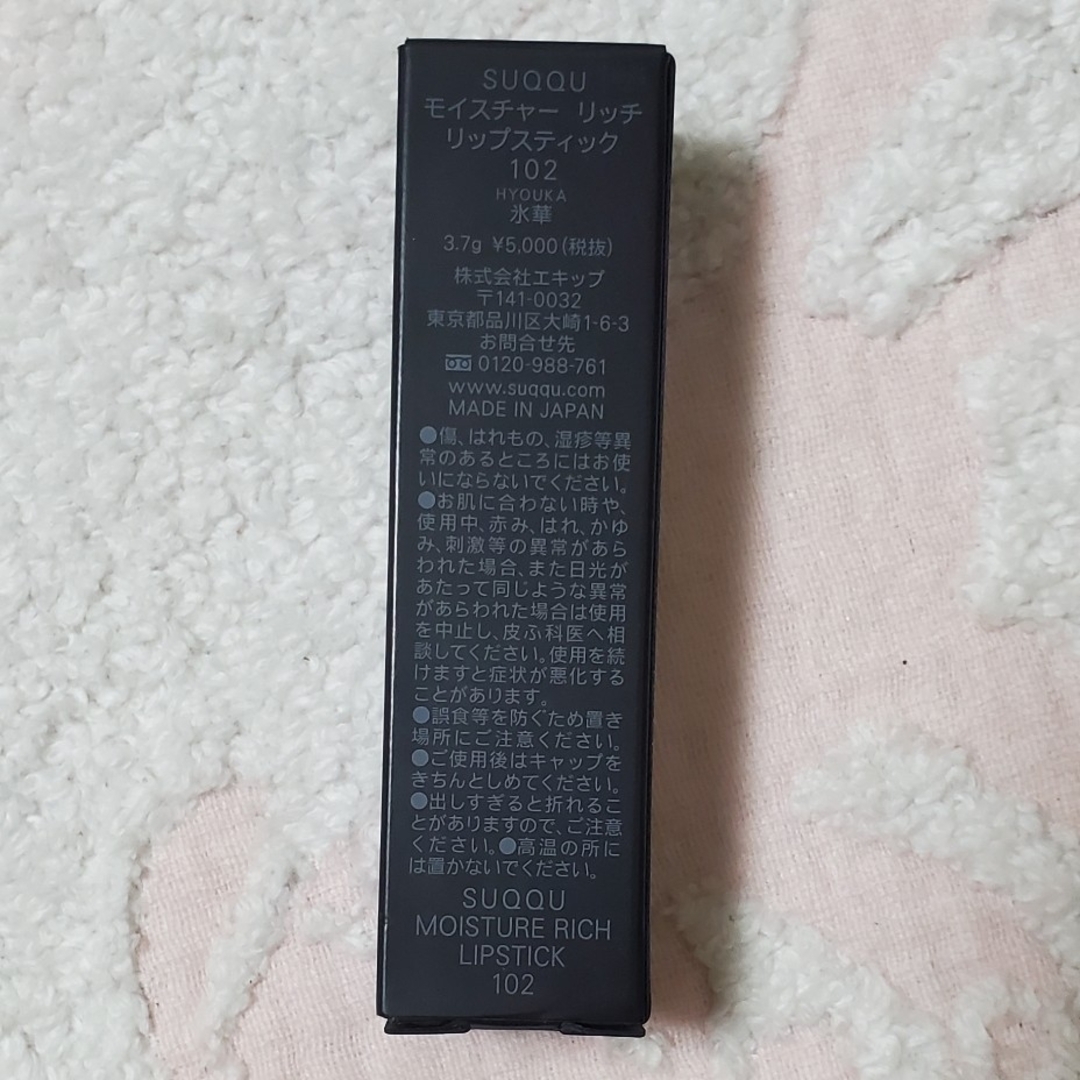 SUQQU
モイスチャー リッチ
リップスティック
102
HYOUKA
氷華
3.7g ¥5,000(税抜)
株式会社エキップ
〒141-0032
東京都品川区大崎1-6-3
お問合せ先
0120-988-761
www.suqqu.com
MADE IN JAPAN
●傷、はれもの、湿疹等異
常のあるところにはお使
いにならないでください。
●お肌に合わない時や、
使用中、赤み、はれ、かゆ
み、刺激等の異常があら
われた場合、また日光が
あたって同じような異常
があらわれた場合は使用
を中止し、皮ふ科医へ相
談してください。使用を続
けますと症状が悪化する
ことがあります。
●誤食等を防ぐため置き
場所にご注意ください。
●ご使用後はキャップを
きちんとしめてください。
●出しすぎると折れるこ
とがありますので、ご注意
ください。●高温の所に
は置かないでください。
SUQQU
MOISTURE RICH
LIPSTICK
102